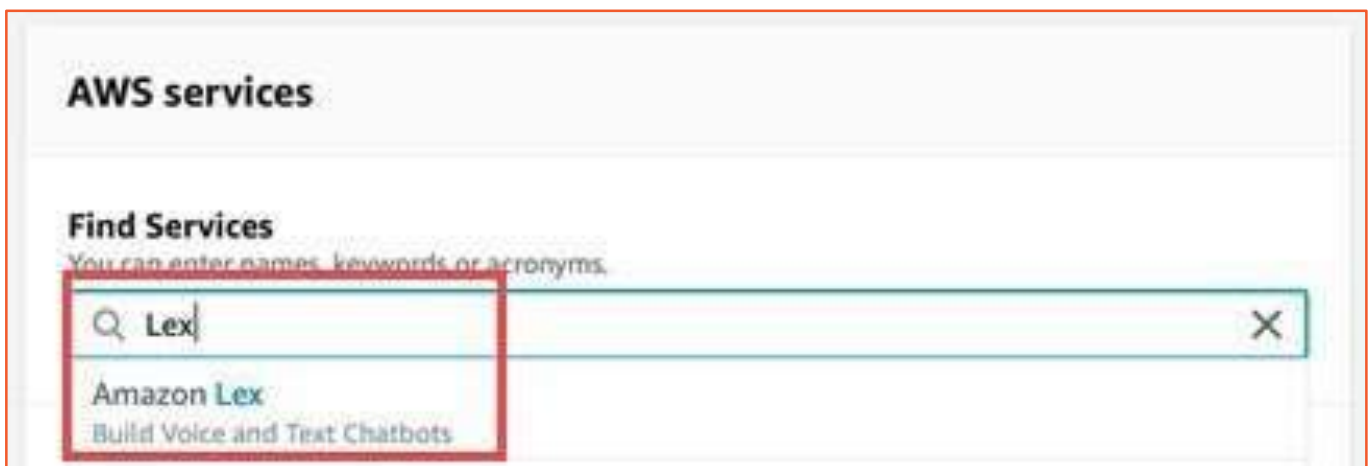 AWS services
Find Services
You can enter names, keywords or acronyms.
Lex
Amazon Lex
Build Voice and Text Chatbots